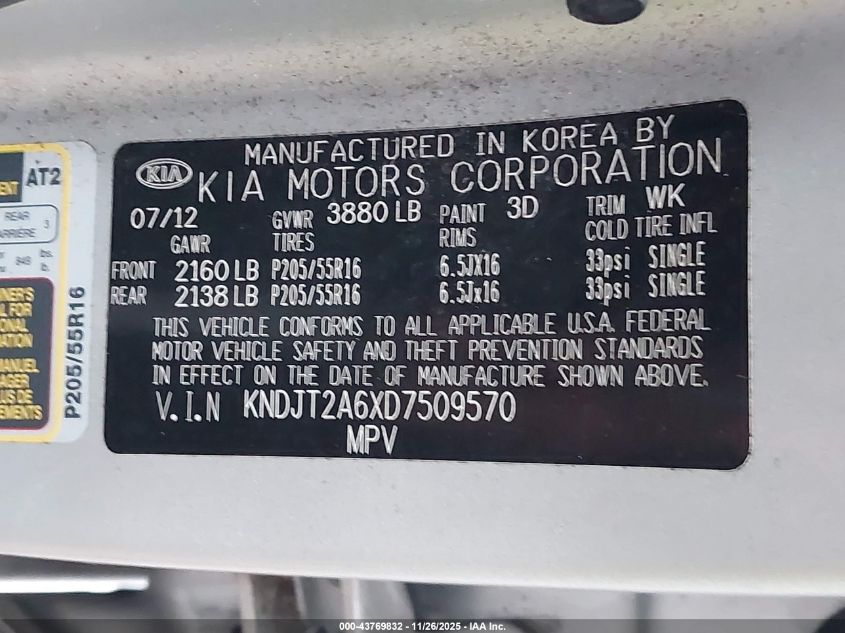 KIA
MANUFACTURED IN KOREA BY
KIA MOTORS CORPORATION
07/12 GVWR 3880 LB PAINT 3D TRIM WK
GAWR TIRES RIMS COLD TIRE INFL
FRONT 2160 LB P205/55R16 6.5JX16 33psi SINGLE
REAR 2138 LB P205/55R16 6.5Jx16 33psi SINGLE
THIS VEHICLE CONFORMS TO ALL APPLICABLE U.S.A. FEDERAL
MOTOR VEHICLE SAFETY AND THEFT PREVENTION STANDARDS
IN EFFECT ON THE DATE OF MANUFACTURE SHOWN ABOVE.
V.I.N KNDJT2A6XD7509570
MPV
AT2
REAR
3
849 lbs.
P205/55R16
000-43769832 - 11/26/2025 - IAA Inc.